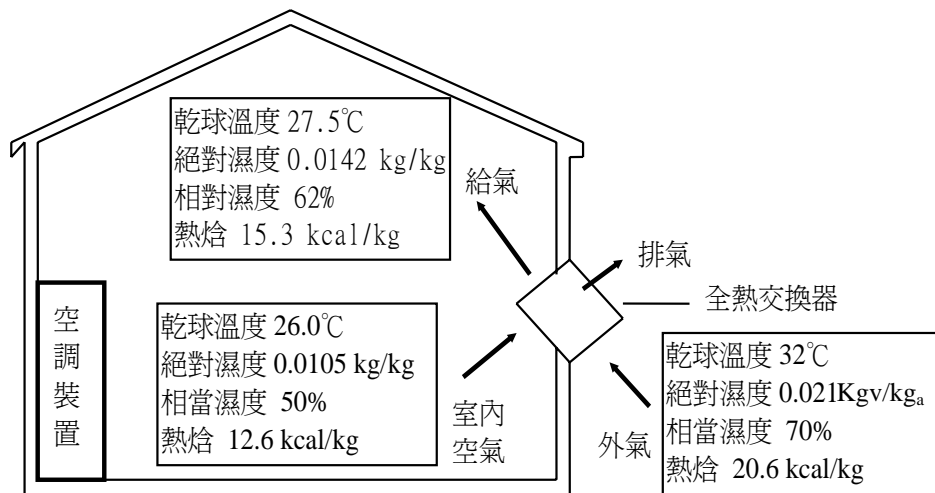 乾球溫度 27.5℃
絕對濕度 0.0142 kg/kg
相對濕度 62%
熱焓 15.3 kcal/kg
給氣
排氣
全熱交換器
空調裝置
乾球溫度 26.0℃
絕對濕度 0.0105 kg/kg
相當濕度 50%
熱焓 12.6 kcal/kg
室內
空氣
外氣
乾球溫度 32℃
絕對濕度 0.021Kgv/kgₐ
相當濕度 70%
熱焓 20.6 kcal/kg